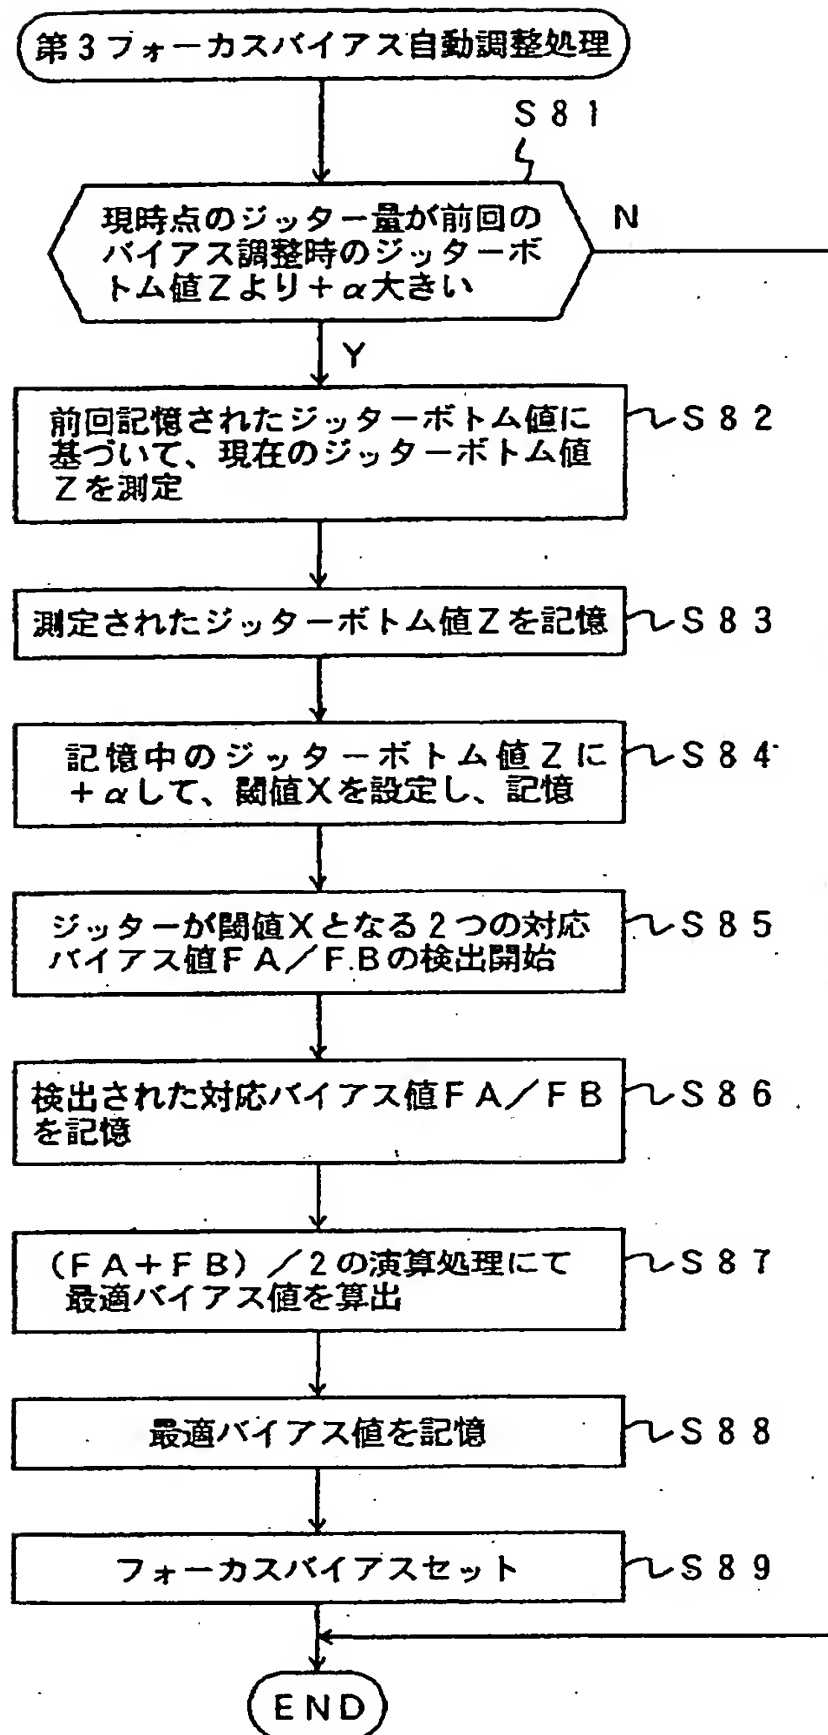 第3フォーカスバイアス自動調整処理
S81
現時点のジッター量が前回の
バイアス調整時のジッターボ
トム値Zより+α大きい
N
Y
前回記憶されたジッターボトム値に
基づいて、現在のジッターボトム値
Zを測定
S82
測定されたジッターボトム値Zを記憶
S83
記憶中のジッターボトム値Zに
+αして、閾値Xを設定し、記憶
S84
ジッターが閾値Xとなる2つの対応
バイアス値FA/F.Bの検出開始
S85
検出された対応バイアス値FA/FB
を記憶
S86
(FA+FB)/2の演算処理にて
最適バイアス値を算出
S87
最適バイアス値を記憶
S88
フォーカスバイアスセット
S89
END